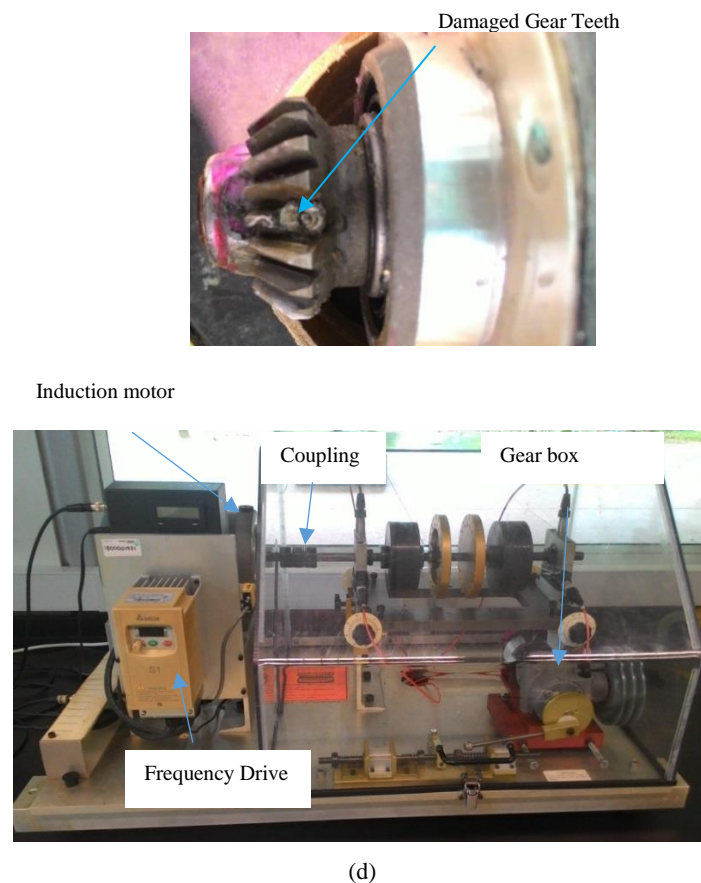 Damaged Gear Teeth
Induction motor
Coupling
Gear box
Frequency Drive
(d)